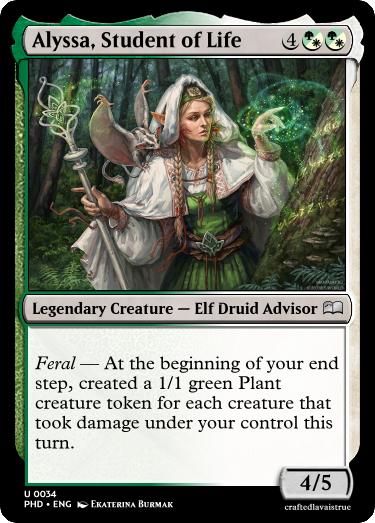 Alyssa, Student of Life 4
Legendary Creature — Elf Druid Advisor
Feral — At the beginning of your end
step, created a 1/1 green Plant
creature token for each creature that
took damage under your control this
turn.
4/5
U 0034
PHD • ENG Ekaterina Burmak
craftedlavaistrue